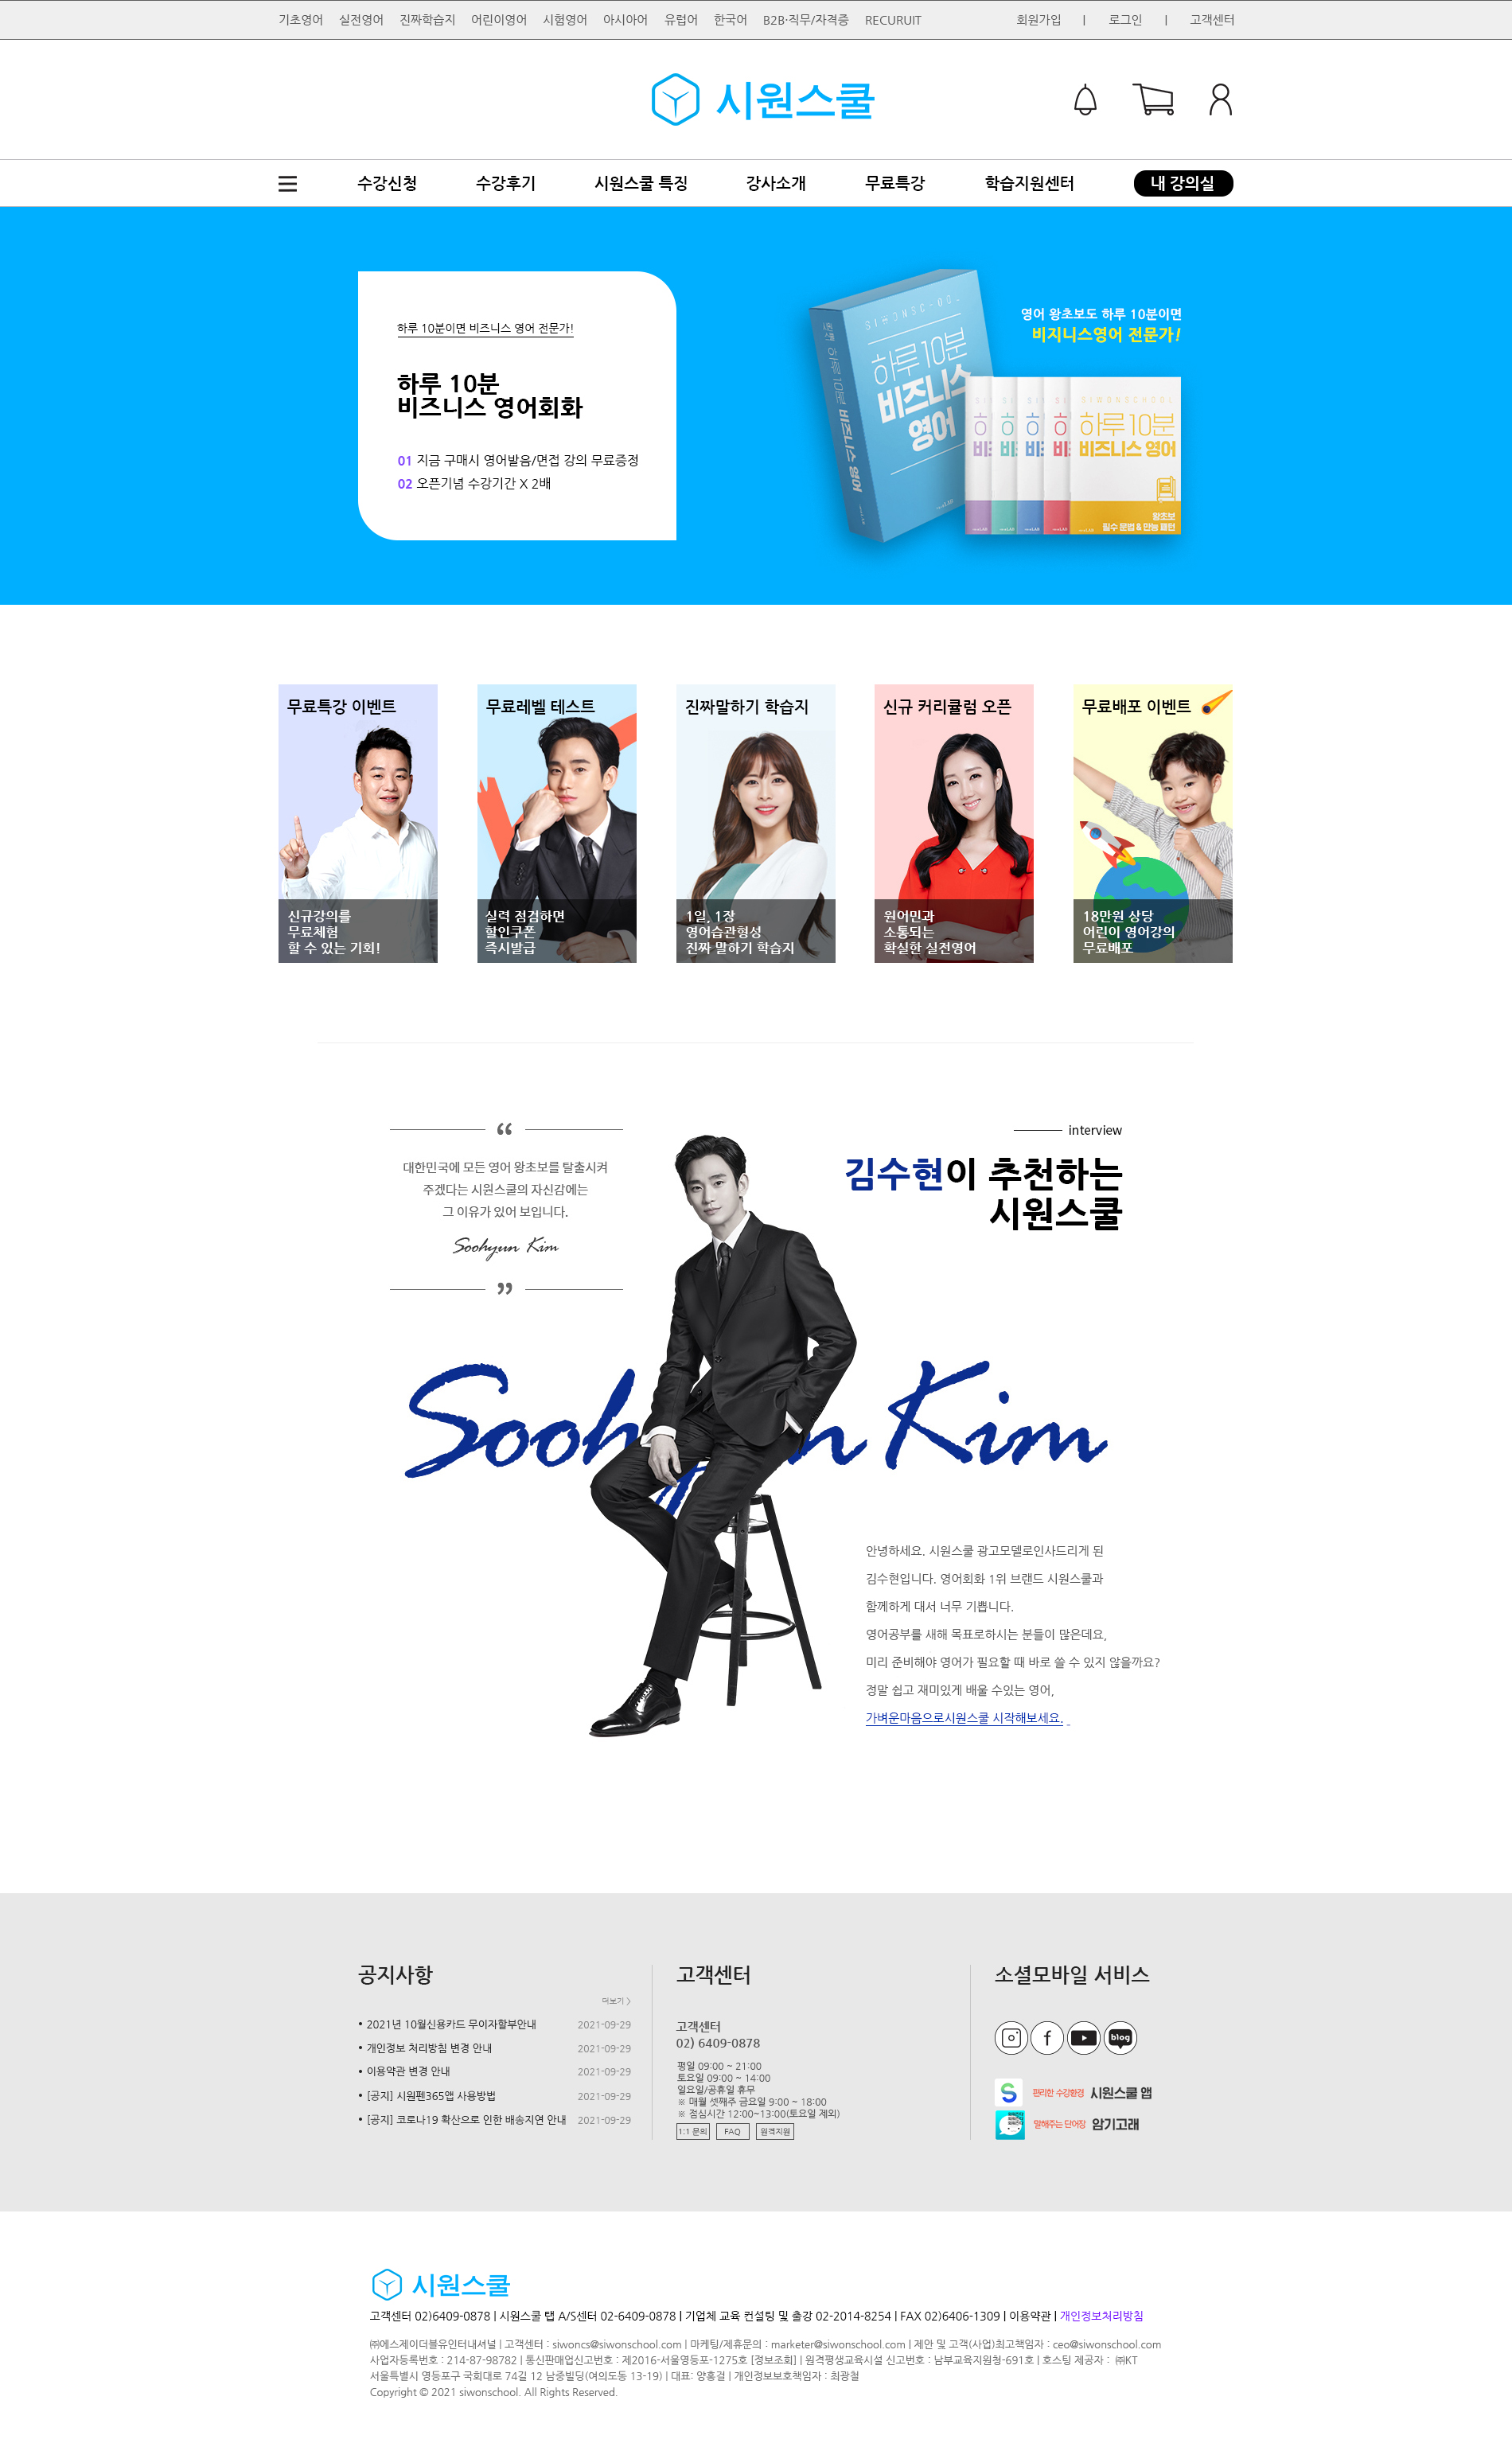 기초영어 실전영어 진짜학습지 어린이영어 시험영어 아시아어 유럽어 한국어 B2B·직무/자격증 RECURUIT 회원가입 | 로그인 | 고객센터
시원스쿨
수강신청 수강후기 시원스쿨 특징 강사소개 무료특강 학습지원센터 내 강의실
하루 10분이면 비즈니스 영어 전문가!
하루 10분
비즈니스 영어회화
01 지금 구매시 영어발음/면접 강의 무료증정
02 오픈기념 수강기간 X 2배
영어 왕초보도 하루 10분이면
비지니스영어 전문가!
하루 10분
비즈니스
영어
하루 10분 비즈니스 영어
SIWONSCHOOL
하루 10분
비즈니스 영어
왕초보
필수 문법 & 만능 패턴
무료특강 이벤트
신규강의를
무료체험
할 수 있는 기회!
무료레벨 테스트
실력 점검하면
할인쿠폰
즉시발급
진짜말하기 학습지
1일, 1장
영어습관형성
진짜 말하기 학습지
신규 커리큘럼 오픈
원어민과
소통되는
확실한 실전영어
무료배포 이벤트
18만원 상당
어린이 영어강의
무료배포
“
대한민국에 모든 영어 왕초보를 탈출시켜
주겠다는 시원스쿨의 자신감에는
그 이유가 있어 보입니다.
Soohyun Kim
”
interview
김수현이 추천하는
시원스쿨
Soohyun Kim
안녕하세요. 시원스쿨 광고모델로인사드리게 된
김수현입니다. 영어회화 1위 브랜드 시원스쿨과
함께하게 대서 너무 기쁩니다.
영어공부를 새해 목표로하시는 분들이 많은데요,
미리 준비해야 영어가 필요할 때 바로 쓸 수 있지 않을까요?
정말 쉽고 재미있게 배울 수있는 영어,
가벼운마음으로시원스쿨 시작해보세요.
공지사항
더보기 >
• 2021년 10월신용카드 무이자할부안내 2021-09-29
• 개인정보 처리방침 변경 안내 2021-09-29
• 이용약관 변경 안내 2021-09-29
• [공지] 시원펜365앱 사용방법 2021-09-29
• [공지] 코로나19 확산으로 인한 배송지연 안내 2021-09-29
고객센터
고객센터
02) 6409-0878
평일 09:00 ~ 21:00
토요일 09:00 ~ 14:00
일요일/공휴일 휴무
※ 매월 셋째주 금요일 9:00 ~ 18:00
※ 점심시간 12:00~13:00(토요일 제외)
1:1 문의 FAQ 원격지원
소셜모바일 서비스
blog
편리한 수강환경 시원스쿨 앱
말해주는 단어장 암기고래
시원스쿨
고객센터 02)6409-0878 | 시원스쿨 탭 A/S센터 02-6409-0878 | 기업체 교육 컨설팅 및 출강 02-2014-8254 | FAX 02)6406-1309 | 이용약관 | 개인정보처리방침
㈜에스제이더블유인터내셔널 | 고객센터 : siwoncs@siwonschool.com | 마케팅/제휴문의 : marketer@siwonschool.com | 제안 및 고객(사업)최고책임자 : ceo@siwonschool.com
사업자등록번호 : 214-87-98782 | 통신판매업신고번호 : 제2016-서울영등포-1275호 [정보조회] | 원격평생교육시설 신고번호 : 남부교육지원청-691호 | 호스팅 제공자 : ㈜KT
서울특별시 영등포구 국회대로 74길 12 남중빌딩(여의도동 13-19) | 대표: 양홍걸 | 개인정보보호책임자 : 최광철
Copyright © 2021 siwonschool. All Rights Reserved.